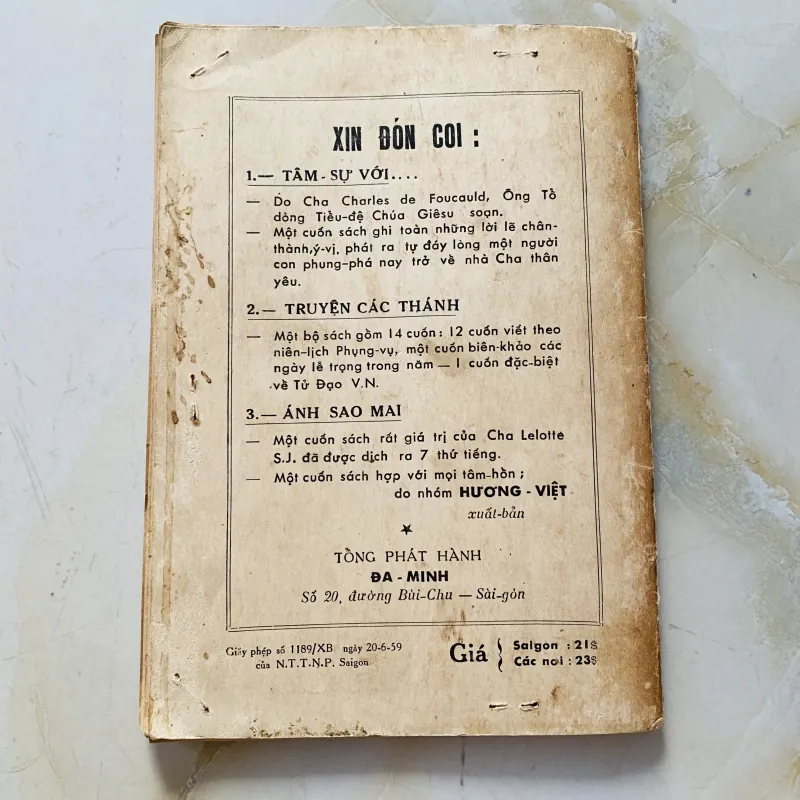 XIN ĐÓN COI :
1.— TÂM - SỰ VỚI....
— Do Cha Charles de Foucauld, Ông Tổ
dòng Tiểu-đệ Chúa Giêsu soạn.
— Một cuốn sách ghi toàn những lời lẽ chân-
thành,ý-vị, phát ra tự đáy lòng một người
con phung-phá nay trở về nhà Cha thân
yêu.
2.— TRUYỆN CÁC THÁNH
— Một bộ sách gồm 14 cuốn : 12 cuốn viết theo
niên-lịch Phụng-vụ, một cuốn biên-khảo các
ngày lễ trọng trong năm — 1 cuốn đặc-biệt
về Tử Đạo V.N.
3.— ÁNH SAO MAI
— Một cuốn sách rất giá trị của Cha Lelotte
S.J. đã được dịch ra 7 thứ tiếng.
— Một cuốn sách hợp với mọi tâm-hồn ;
do nhóm HƯƠNG - VIỆT
xuất-bản
★
TỔNG PHÁT HÀNH
ĐA - MINH
Số 20, đường Bùi-Chu — Sài-gòn
Giấy phép số 1189/XB ngày 20-6-59
của N.T.T.N.P. Saigon
Giá { Saigon : 21$
Các nơi : 23$